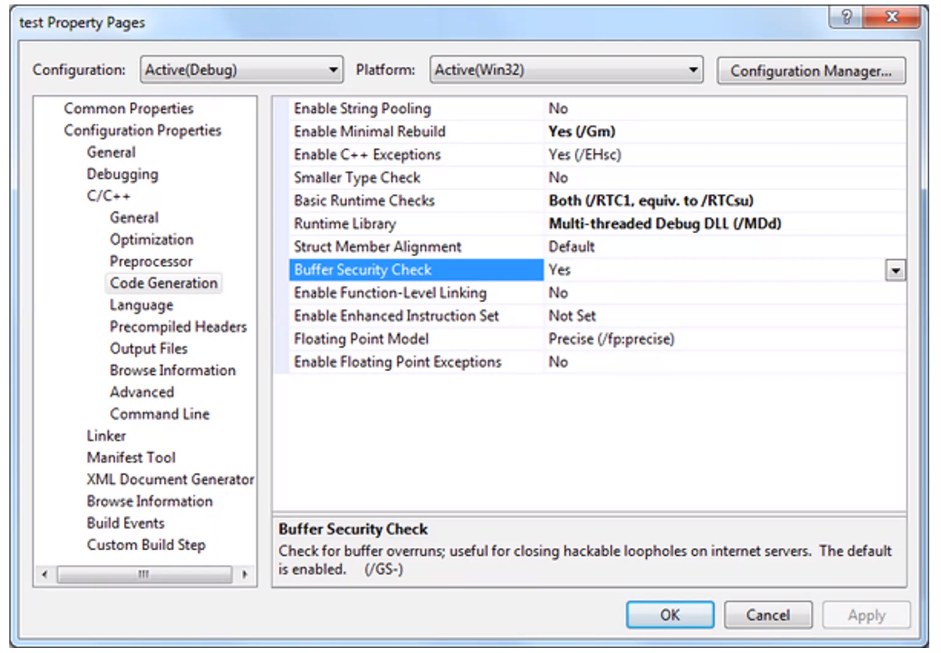 test Property Pages
?
Configuration: Active(Debug) Platform: Active(Win32) Configuration Manager...
Common Properties
Configuration Properties
General
Debugging
C/C++
General
Optimization
Preprocessor
Code Generation
Language
Precompiled Headers
Output Files
Browse Information
Advanced
Command Line
Linker
Manifest Tool
XML Document Generator
Browse Information
Build Events
Custom Build Step
Enable String Pooling No
Enable Minimal Rebuild Yes (/Gm)
Enable C++ Exceptions Yes (/EHsc)
Smaller Type Check No
Basic Runtime Checks Both (/RTC1, equiv. to /RTCsu)
Runtime Library Multi-threaded Debug DLL (/MDd)
Struct Member Alignment Default
Buffer Security Check Yes
Enable Function-Level Linking No
Enable Enhanced Instruction Set Not Set
Floating Point Model Precise (/fp:precise)
Enable Floating Point Exceptions No
Buffer Security Check
Check for buffer overruns; useful for closing hackable loopholes on internet servers. The default
is enabled. (/GS-)
OK Cancel Apply